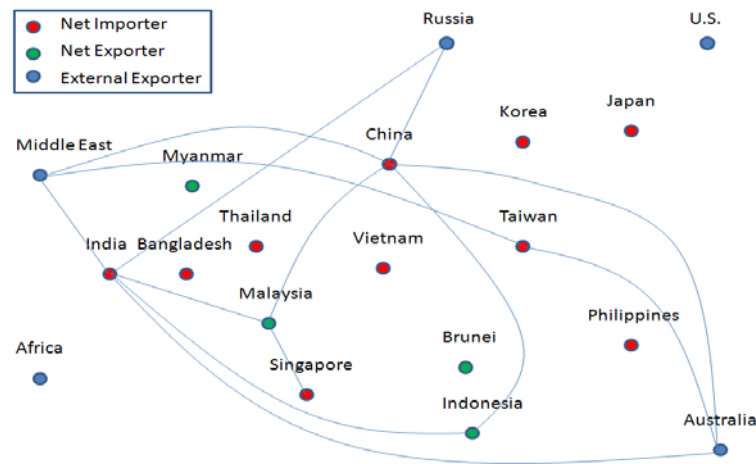 Net Importer
Net Exporter
External Exporter
Russia
U.S.
Korea
Japan
China
Middle East
Myanmar
Thailand
Taiwan
India
Bangladesh
Vietnam
Malaysia
Philippines
Africa
Brunei
Singapore
Indonesia
Australia